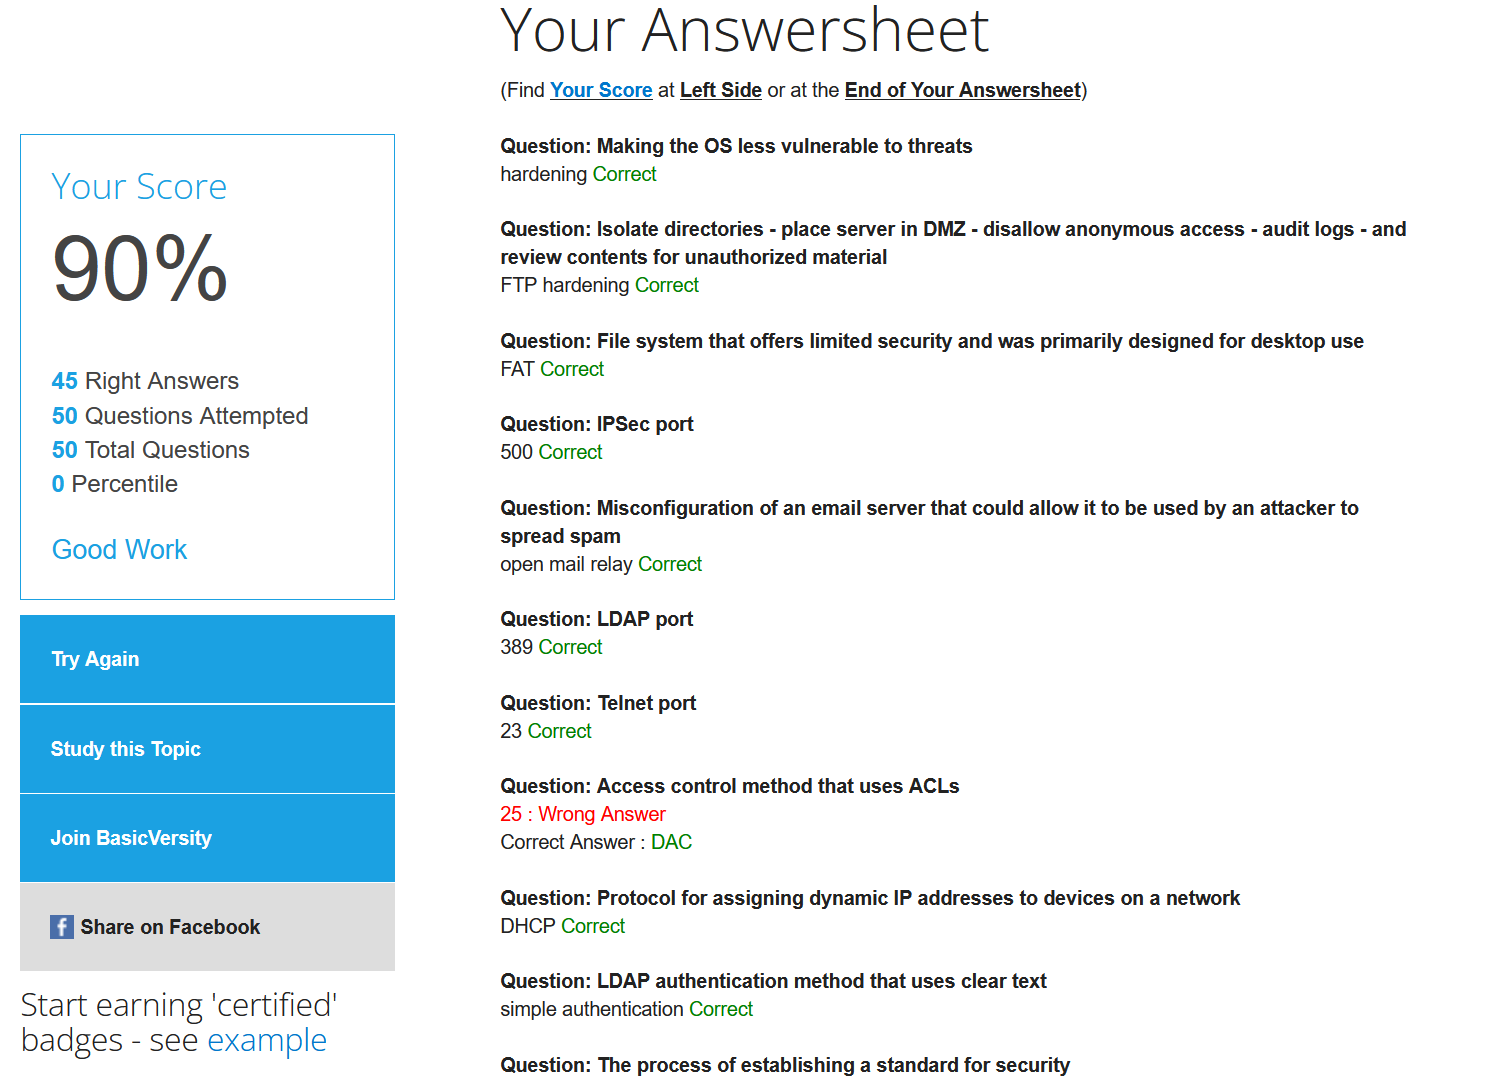 Your Answersheet
(Find Your Score at Left Side or at the End of Your Answersheet)
Your Score
90%
45 Right Answers
50 Questions Attempted
50 Total Questions
0 Percentile
Good Work
Try Again
Study this Topic
Join BasicVersity
Share on Facebook
Start earning 'certified'
badges - see example
Question: Making the OS less vulnerable to threats
hardening Correct
Question: Isolate directories - place server in DMZ - disallow anonymous access - audit logs - and
review contents for unauthorized material
FTP hardening Correct
Question: File system that offers limited security and was primarily designed for desktop use
FAT Correct
Question: IPSec port
500 Correct
Question: Misconfiguration of an email server that could allow it to be used by an attacker to
spread spam
open mail relay Correct
Question: LDAP port
389 Correct
Question: Telnet port
23 Correct
Question: Access control method that uses ACLs
25 : Wrong Answer
Correct Answer : DAC
Question: Protocol for assigning dynamic IP addresses to devices on a network
DHCP Correct
Question: LDAP authentication method that uses clear text
simple authentication Correct
Question: The process of establishing a standard for security